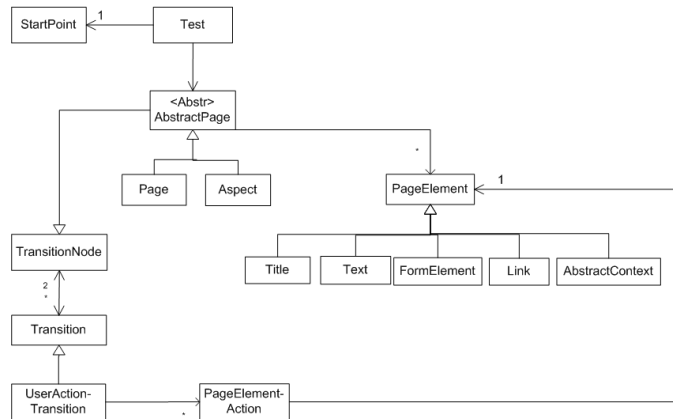 StartPoint
1
Test
<Abstr>
AbstractPage
*
Page
Aspect
PageElement
1
TransitionNode
Title
Text
FormElement
Link
AbstractContext
2
*
Transition
UserAction-
Transition
*
PageElement-
Action